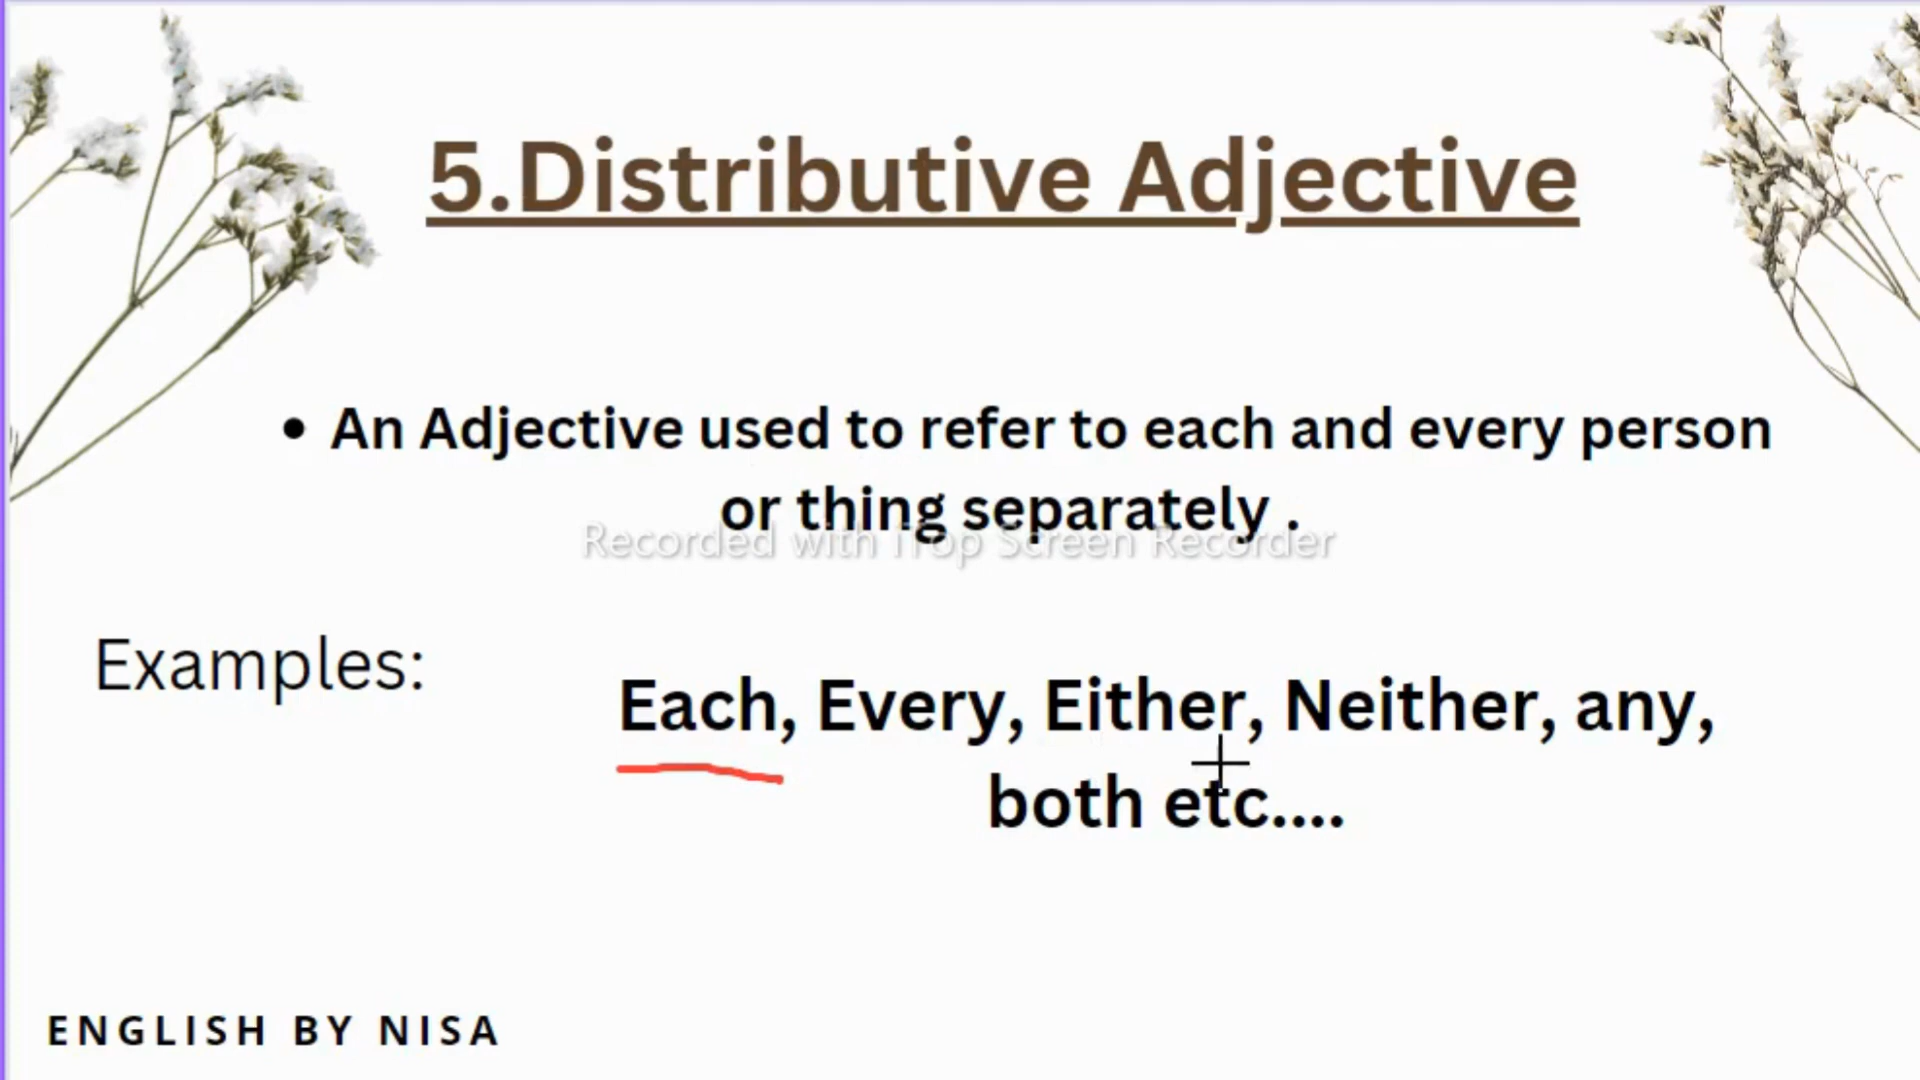 5.Distributive Adjective
• An Adjective used to refer to each and every person
or thing separately .
Recorded with iTop Screen Recorder
Examples:
Each, Every, Either, Neither, any,
both etc....
ENGLISH BY NISA